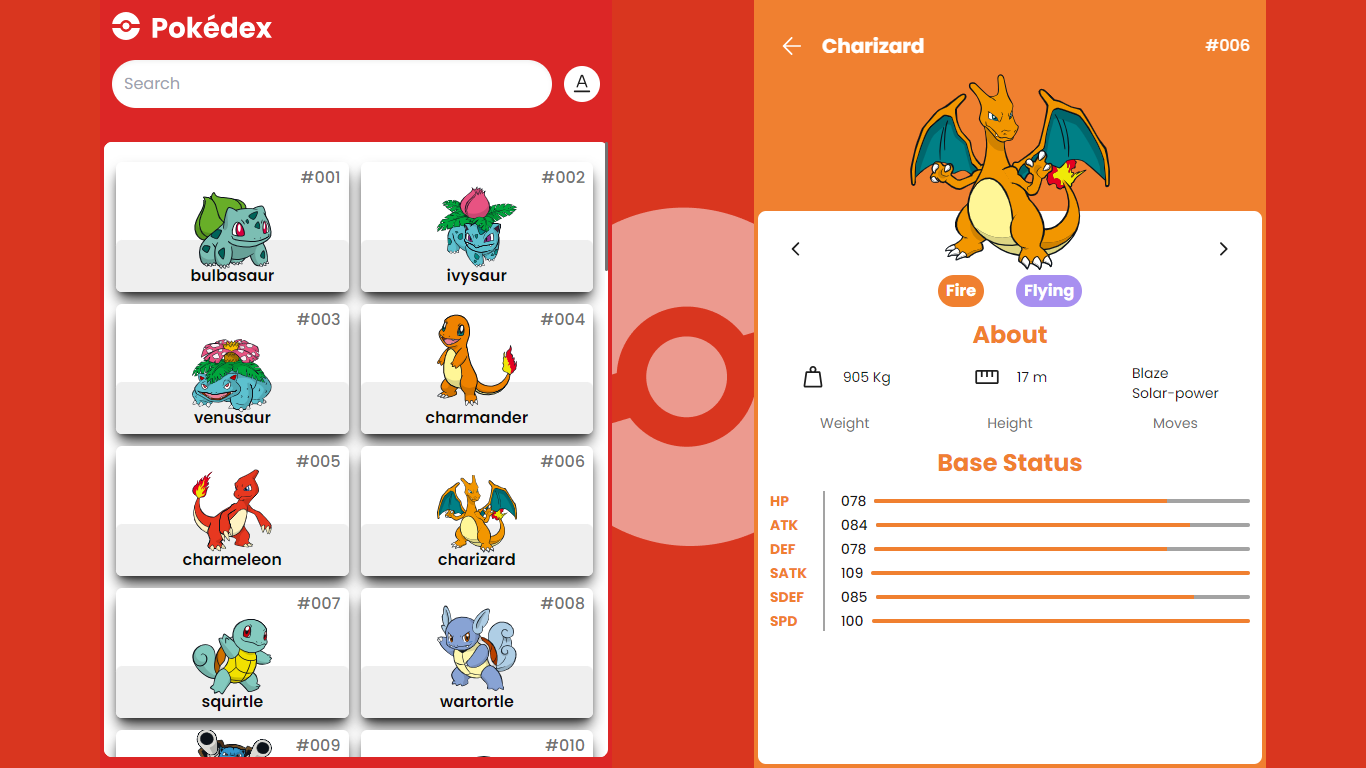 Pokédex
Search
A
#001
bulbasaur
#002
ivysaur
#003
venusaur
#004
charmander
#005
charmeleon
#006
charizard
#007
squirtle
#008
wartortle
#009
#010
Charizard
#006
Fire
Flying
About
905 Kg
Weight
17 m
Height
Blaze
Solar-power
Moves
Base Status
HP 078
ATK 084
DEF 078
SATK 109
SDEF 085
SPD 100